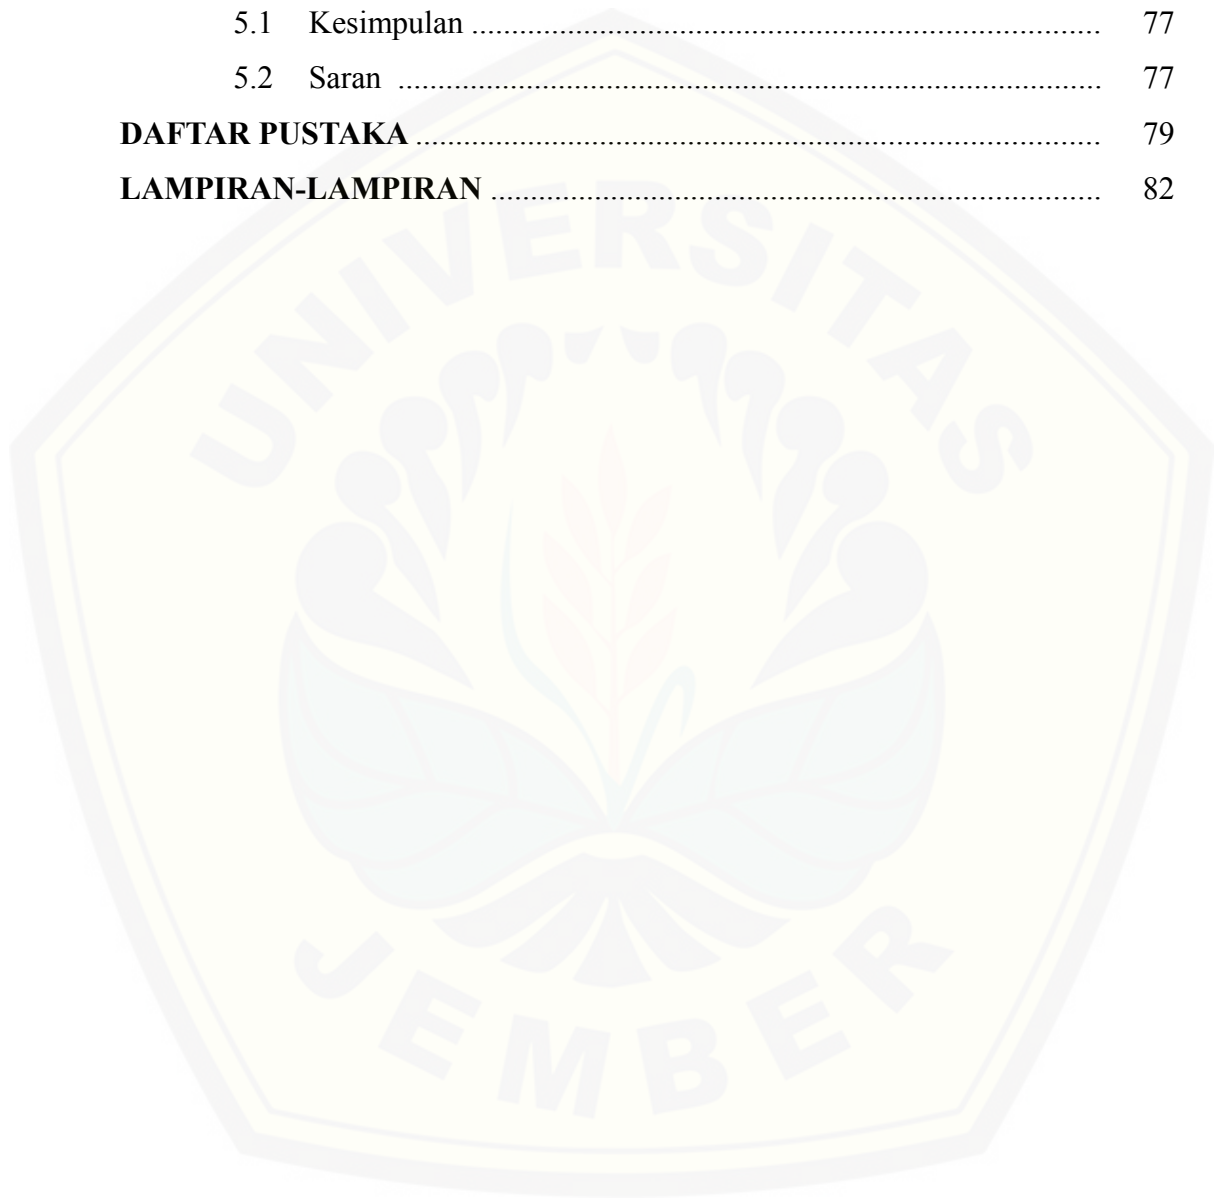 5.1 Kesimpulan ............................................................................... 77
5.2 Saran ........................................................................................ 77
DAFTAR PUSTAKA ...................................................................................... 79
LAMPIRAN-LAMPIRAN ............................................................................. 82
UNIVERSITAS
JEMBER